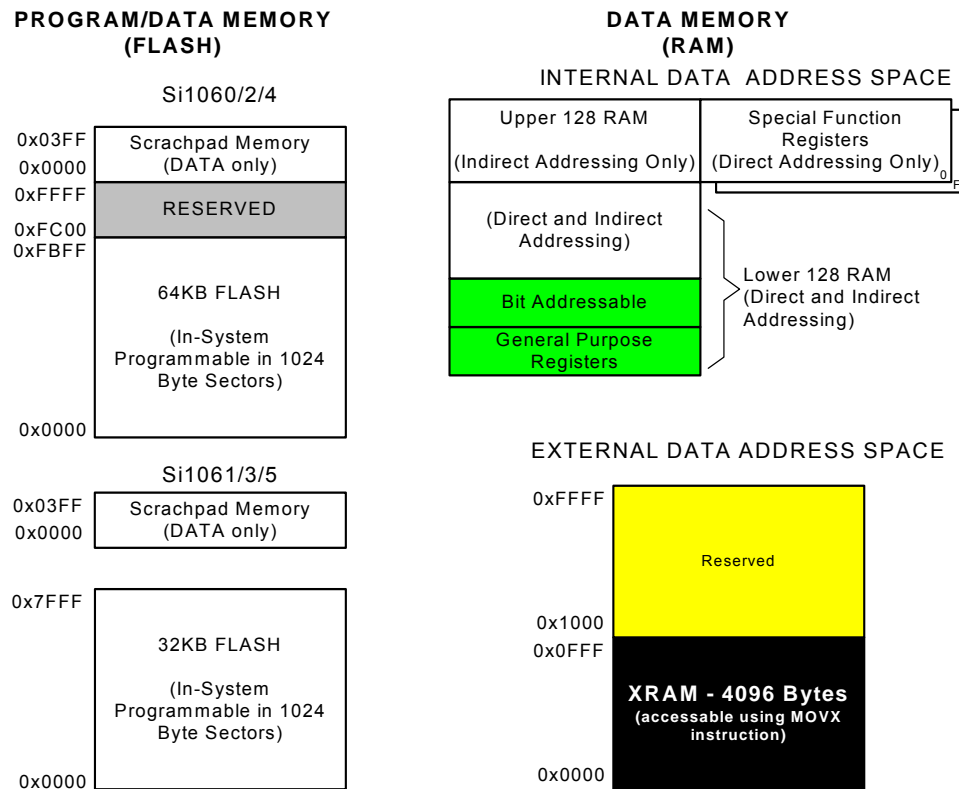 PROGRAM/DATA MEMORY
(FLASH)
Si1060/2/4
0x03FF
Scrachpad Memory
(DATA only)
0x0000
0xFFFF
RESERVED
0xFC00
0xFBFF
64KB FLASH
(In-System
Programmable in 1024
Byte Sectors)
0x0000
Si1061/3/5
0x03FF
Scrachpad Memory
(DATA only)
0x0000
0x7FFF
32KB FLASH
(In-System
Programmable in 1024
Byte Sectors)
0x0000
DATA MEMORY
(RAM)
INTERNAL DATA ADDRESS SPACE
Upper 128 RAM
(Indirect Addressing Only)
Special Function
Registers
(Direct Addressing Only)
0
F
(Direct and Indirect
Addressing)
Bit Addressable
General Purpose
Registers
Lower 128 RAM
(Direct and Indirect
Addressing)
EXTERNAL DATA ADDRESS SPACE
0xFFFF
Reserved
0x1000
0x0FFF
XRAM - 4096 Bytes
(accessable using MOVX
instruction)
0x0000